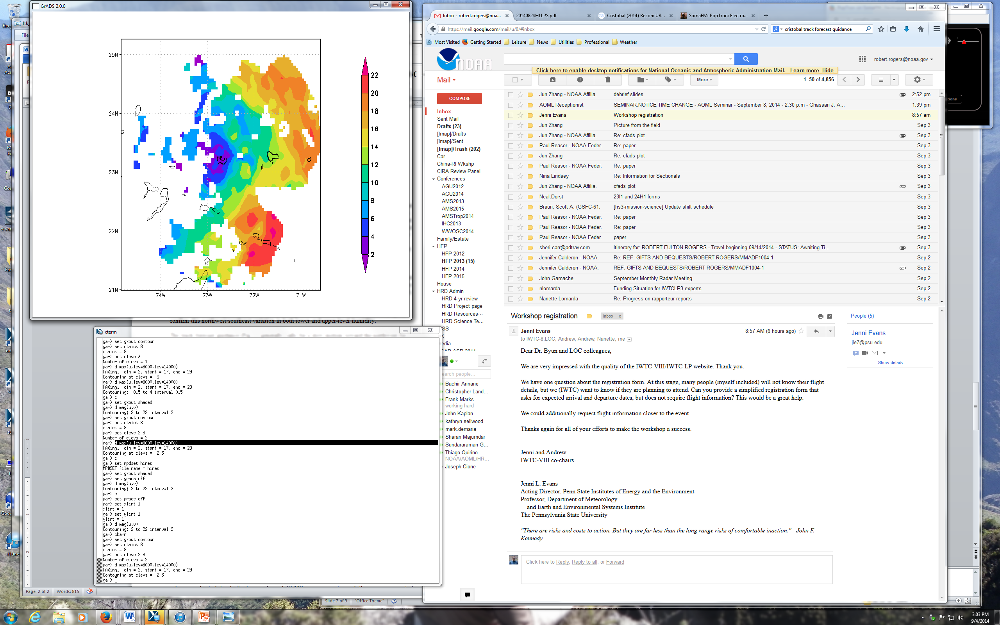 GrADS 2.0.0
25N
24N
23N
22N
21N
74W
73W
72W
71W
22
20
18
16
14
12
10
8
6
4
2
File
confirm this northwest/southeast variation in both lower and upper-level humidity.
xterm
ga-> set gxout contour
ga-> set cthick 8
cthick = 8
ga-> set clevs 3
Number of clevs = 1
ga-> d max(w,lev=8000,lev=14000)
MAXing.  dim = 2, start = 17, end = 29
Contouring at clevs =  3
ga-> d max(w,lev=8000,lev=14000)
MAXing.  dim = 2, start = 17, end = 29
Contouring: -0.5 to 4 interval 0.5
ga-> c
ga-> set gxout shaded
ga-> d mag(u,v)
Contouring: 2 to 22 interval 2
ga-> set gxout contour
ga-> set cthick 8
cthick = 8
ga-> set clevs 2 3
Number of clevs = 2
ga-> d max(w,lev=8000,lev=14000)
MAXing.  dim = 2, start = 17, end = 29
Contouring at clevs =  2 3
ga-> c
ga-> set mpdset hires
MPDSET file name = hires
ga-> set gxout shaded
ga-> set grads off
ga-> d mag(u,v)
Contouring: 2 to 22 interval 2
ga-> c
ga-> set grads off
ga-> set xlint 1
xlint = 1
ga-> set ylint 1
ylint = 1
ga-> d mag(u,v)
Contouring: 2 to 22 interval 2
ga-> cbarn
ga-> set gxout contour
ga-> set cthick 8
cthick = 8
ga-> set clevs 2 3
Number of clevs = 2
ga-> d max(w,lev=8000,lev=14000)
MAXing.  dim = 2, start = 17, end = 29
Contouring at clevs =  2 3
ga->
Page: 2 of 2 Words: 815
Slide 7 of 9 "Office Theme"
Inbox - robert.rogers@noa... 20140824H1LPS.pdf Cristobal (2014) Recon: UR... SomaFM: PopTron: Electro...
https://mail.google.com/mail/u/0/#inbox cristobal track forecast guidance
Most Visited Getting Started Leisure News Utilities Professional Weather
NOAA
robert.rogers@noaa.gov
Click here to enable desktop notifications for National Oceanic and Atmospheric Administration Mail. Learn more Hide
Mail More 1–50 of 4,856
COMPOSE
Inbox
Sent Mail
Drafts (23)
[Imap]/Drafts
[Imap]/Sent
[Imap]/Trash (202)
Car
China-RI Wkshp
CIRA Review Panel
Conferences
AGU2012
AGU2014
AMS2013
AMS2015
AMSTrop2014
IHC2013
WWOSC2014
Family/Estate
HFP
HFP 2012
HFP 2013 (15)
HFP 2014
HFP 2015
House
HRD Admin
HRD 4-yr review
HRD Project page
HRD Resources...
HRD Science Te...
Bachir Annane
Christopher Land...
Frank Marks
working hard
John Kaplan
kathryn sellwood
mark.demaria
Sharan Majumdar
Sundararaman G...
Thiago Quirino
NOAA/AOML/HR...
Joseph Cione
Jun Zhang - NOAA Affilia. debrief slides 2:52 pm
AOML Receptionist SEMINAR:NOTICE TIME CHANGE - AOML Seminar - September 8, 2014 - 2:30 p.m - Ghassan J. A... 1:39 pm
Jenni Evans Workshop registration 8:57 am
Jun Zhang Picture from the field Sep 3
Jun Zhang - NOAA Affilia. Re: cfads plot Sep 3
Paul Reasor - NOAA Feder. Re: paper Sep 3
Jun Zhang Re: cfads plot Sep 3
Paul Reasor - NOAA Feder. Re: paper Sep 3
Nina Lindsey Re: Information for Sectionals Sep 3
Jun Zhang - NOAA Affilia. cfads plot Sep 3
Neal.Dorst 23I1 and 24H1 forms Sep 3
Braun, Scott A. (GSFC-61. [hs3-mission-science] Update shift schedule Sep 3
Paul Reasor - NOAA Feder. Re: paper Sep 3
Paul Reasor - NOAA Feder. Re: paper Sep 3
Paul Reasor - NOAA Feder. paper Sep 3
sheri.carr@adtrav.com Itinerary for: ROBERT FULTON ROGERS - Travel beginning 09/14/2014 - STATUS: Awaiting Ti... Sep 3
Jennifer Calderon - NOAA. Re: REF: GIFTS AND BEQUESTS/ROBERT ROGERS/MMADF1004-1 Sep 2
Jennifer Calderon - NOAA. REF: GIFTS AND BEQUESTS/ROBERT ROGERS/MMADF1004-1 Sep 2
John Gamache September Monthly Radar Meeting Sep 2
nlomarda Funding Situation for IWTCLP3 experts Sep 2
Nanette Lomarda Re: Progress on rapporteur reports Sep 2
Workshop registration Inbox x
Jenni Evans 8:57 AM (6 hours ago)
to IWTC-8.LOC, Andrew, Andrew, Nanette, me
Dear Dr. Byun and LOC colleagues,
We are very impressed with the quality of the IWTC-VIII/IWTC-LP website. Thank you.
We have one question about the registration form. At this stage, many people (myself included) will not know their flight
details, but we (IWTC) want to know if they are planning to attend. Can you provide a simplified registration form that
asks for expected arrival and departure dates, but does not require flight information? This would be a great help.
We could additionally request flight information closer to the event.
Thanks again for all of your efforts to make the workshop a success.
Jenni and Andrew
IWTC-VIII co-chairs
Jenni L. Evans
Acting Director, Penn State Institutes of Energy and the Environment
Professor, Department of Meteorology
and Earth and Environmental Systems Institute
The Pennsylvania State University
"There are risks and costs to action. But they are far less than the long range risks of comfortable inaction." - John F.
Kennedy
Click here to Reply, Reply to all, or Forward
People (5)
Jenni Evans
jle7@psu.edu
Show details
3:03 PM
9/4/2014